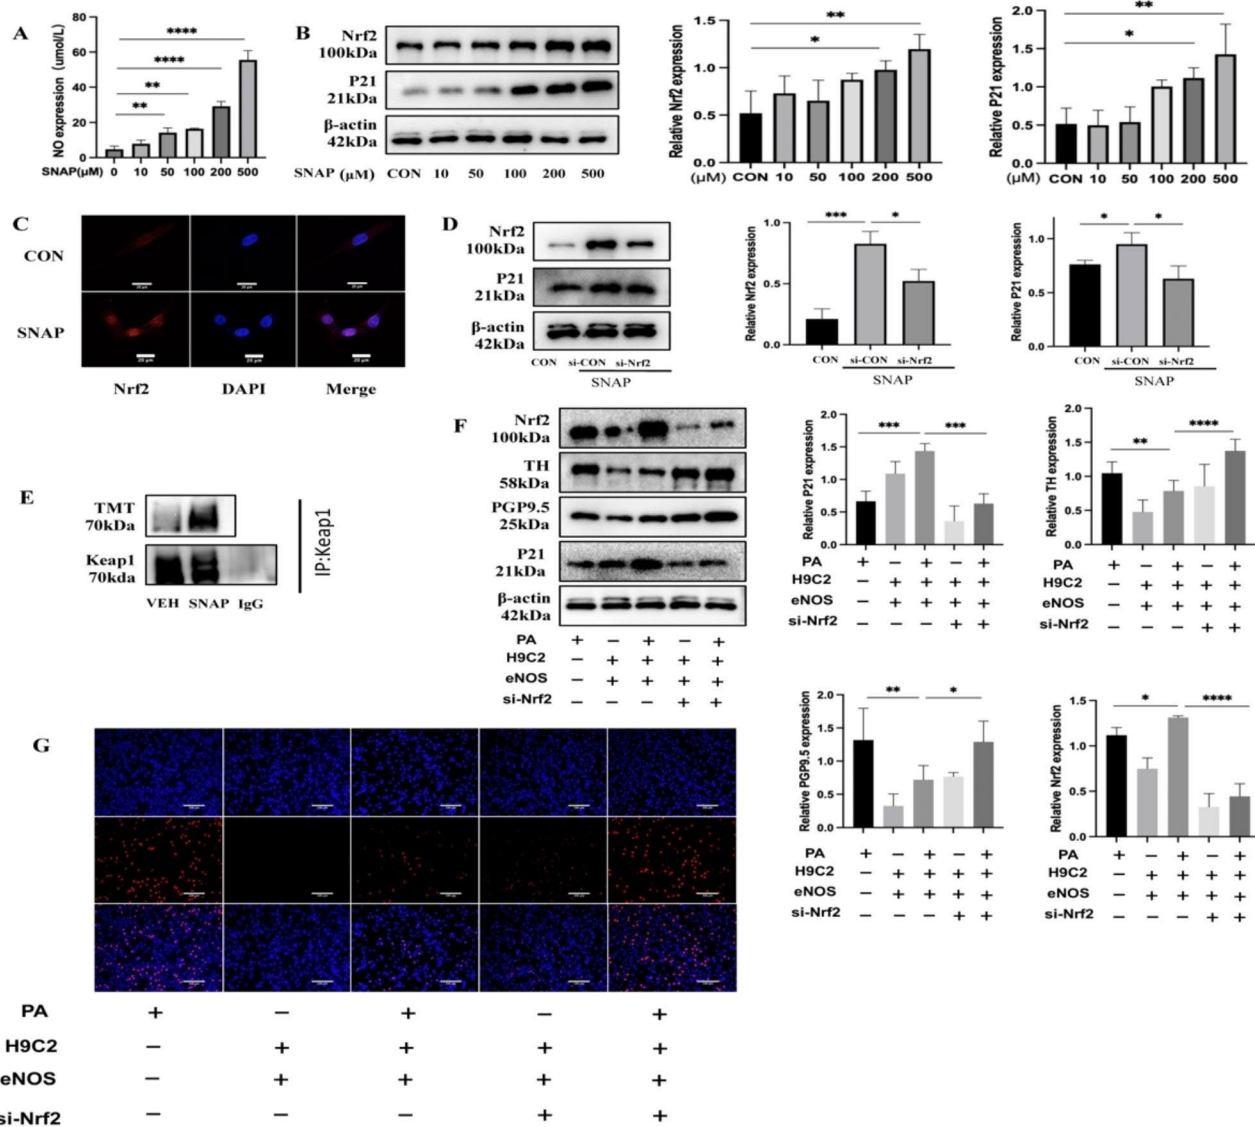 A
NO expression (umol/L)
80
60
40
20
0
****
****
**
**
SNAP(μM) 0 10 50 100 200 500
B
Nrf2
100kDa
P21
21kDa
β-actin
42kDa
SNAP (μM) CON 10 50 100 200 500
Relative Nrf2 expression
1.5
1.0
0.5
0.0
**
*
(μM) CON 10 50 100 200 500
Relative P21 expression
2.0
1.5
1.0
0.5
0.0
**
*
(μM) CON 10 50 100 200 500
C
CON
SNAP
Nrf2 DAPI Merge
D
Nrf2
100kDa
P21
21kDa
β-actin
42kDa
CON si-CON si-Nrf2
SNAP
Relative Nrf2 expression
1.0
0.5
0.0
*** *
CON si-CON si-Nrf2
SNAP
Relative P21 expression
1.0
0.5
0.0
* *
CON si-CON si-Nrf2
SNAP
E
TMT
70kDa
Keap1
70kda
VEH SNAP IgG
IP:Keap1
F
Nrf2
100kDa
TH
58kDa
PGP9.5
25kDa
P21
21kDa
β-actin
42kDa
PA + − + − +
H9C2 − + + + +
eNOS − + + + +
si-Nrf2 − − − + +
Relative P21 expression
2.0
1.5
1.0
0.5
0.0
*** ***
PA + − + − +
H9C2 − + + + +
eNOS − + + + +
si-Nrf2 − − − + +
Relative TH expression
2.0
1.5
1.0
0.5
0.0
** ****
PA + − + − +
H9C2 − + + + +
eNOS − + + + +
si-Nrf2 − − − + +
Relative PGP9.5 expression
2.0
1.5
1.0
0.5
0.0
** *
PA + − + − +
H9C2 − + + + +
eNOS − + + + +
si-Nrf2 − − − + +
Relative Nrf2 expression
1.5
1.0
0.5
0.0
* ****
PA + − + − +
H9C2 − + + + +
eNOS − + + + +
si-Nrf2 − − − + +
G
PA + − + − +
H9C2 − + + + +
eNOS − + + + +
si-Nrf2 − − − + +